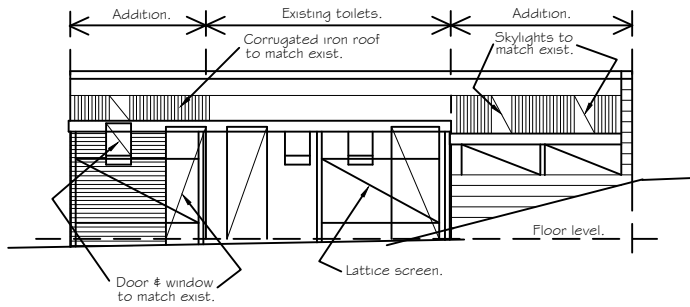 Addition.
Existing toilets.
Addition.
Corrugated iron roof
to match exist.
Skylights to
match exist.
Floor level.
Lattice screen.
Door & window
to match exist.